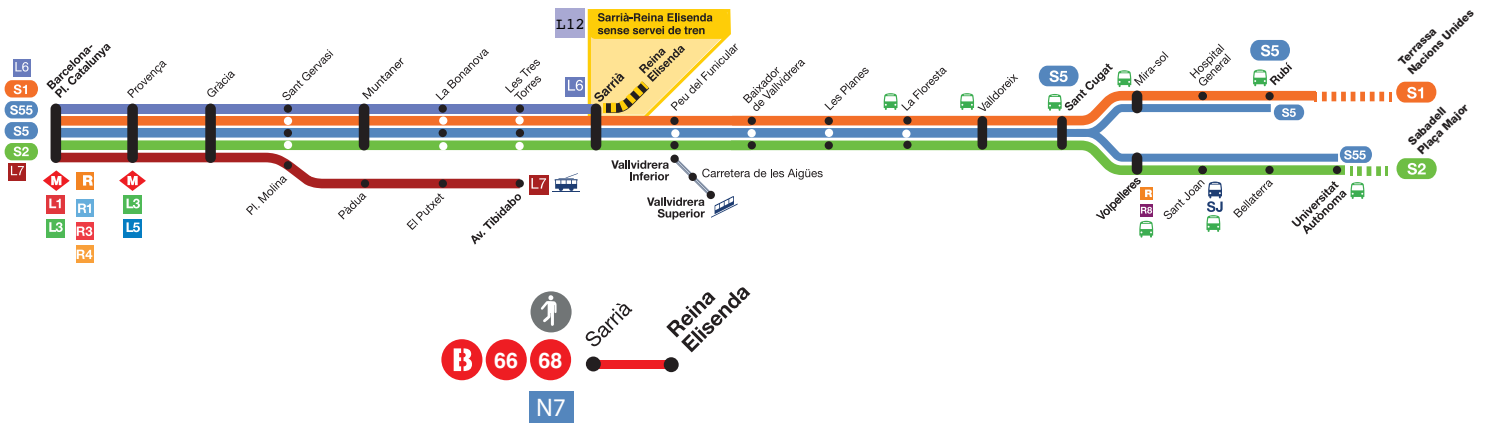 L12
Sarrià-Reina Elisenda
sense servei de tren
L6
S1
S55
S5
S2
L7
Barcelona-
Pl. Catalunya
Provença
Gràcia
Sant Gervasi
Muntaner
La Bonanova
Les Tres
Torres
L6
Sarrià
Reina
Elisenda
Peu del Funicular
Baixador
de Vallvidrera
Les Planes
La Floresta
Valldoreix
S5
Sant Cugat
Mira-sol
Hospital
General
S5
Rubí
Terrassa
Nacions Unides
S1
S5
Sabadell
Plaça Major
S55
S2
M
R
M
L1
R1
L3
L3
R3
L5
R4
Pl. Molina
Pàdua
El Putxet
Av. Tibidabo
L7
Vallvidrera
Inferior
Carretera de les Aigües
Vallvidrera
Superior
Volpelleres
R
R8
Sant Joan
SJ
Bellaterra
Universitat
Autònoma
Sarrià
Reina
Elisenda
B
66
68
N7